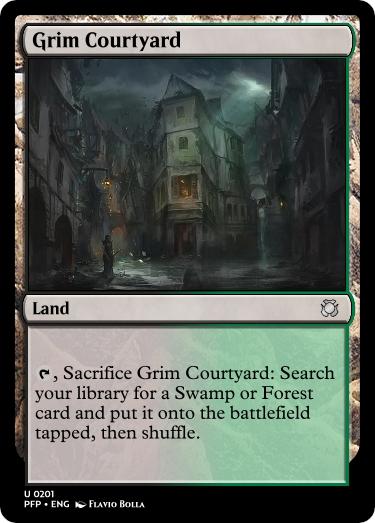 Grim Courtyard
Land
, Sacrifice Grim Courtyard: Search
your library for a Swamp or Forest
card and put it onto the battlefield
tapped, then shuffle.
U 0201
PFP • ENG Flavio Bolla